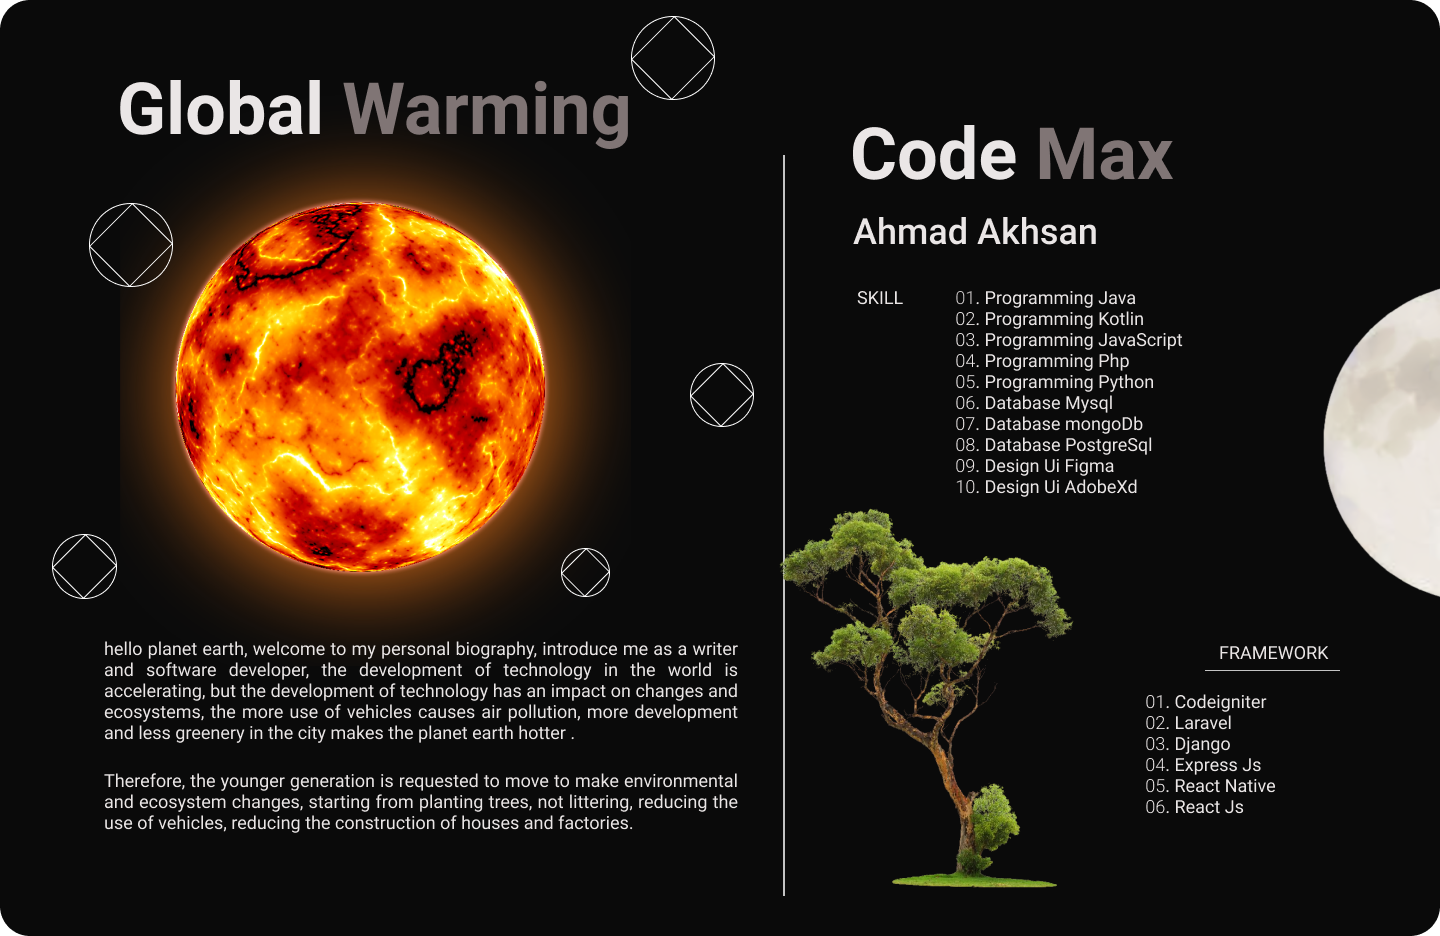 Global Warming
hello planet earth, welcome to my personal biography, introduce me as a writer
and software developer, the development of technology in the world is
accelerating, but the development of technology has an impact on changes and
ecosystems, the more use of vehicles causes air pollution, more development
and less greenery in the city makes the planet earth hotter .
Therefore, the younger generation is requested to move to make environmental
and ecosystem changes, starting from planting trees, not littering, reducing the
use of vehicles, reducing the construction of houses and factories.
Code Max
Ahmad Akhsan
SKILL
01. Programming Java
02. Programming Kotlin
03. Programming JavaScript
04. Programming Php
05. Programming Python
06. Database Mysql
07. Database mongoDb
08. Database PostgreSql
09. Design Ui Figma
10. Design Ui AdobeXd
FRAMEWORK
01. Codeigniter
02. Laravel
03. Django
04. Express Js
05. React Native
06. React Js